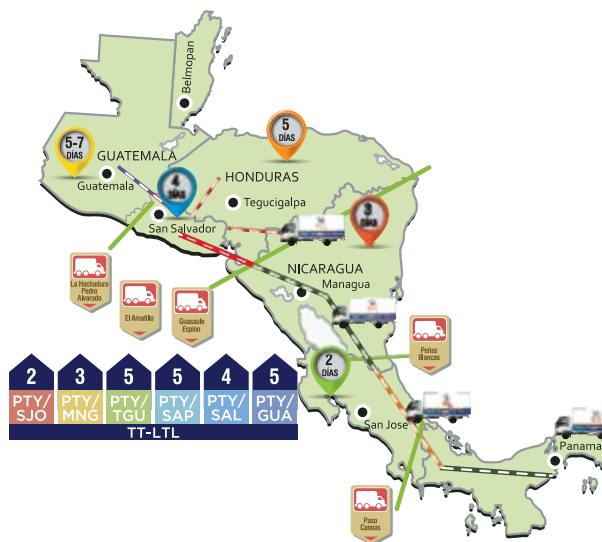 Belmopan
5-7
DÍAS
GUATEMALA
Guatemala
5
DÍAS
4
DÍAS
HONDURAS
Tegucigalpa
San Salvador
3
DÍAS
La Hachadura
Pedro
Alvarado
El Amatillo
Guasaule
Espino
NICARAGUA
Managua
Peñas
Blancas
2
DÍAS
San Jose
Panama
Paso
Canoas
2
PTY/
SJO
3
PTY/
MNG
5
PTY/
TGU
5
PTY/
SAP
4
PTY/
SAL
5
PTY/
GUA
TT-LTL